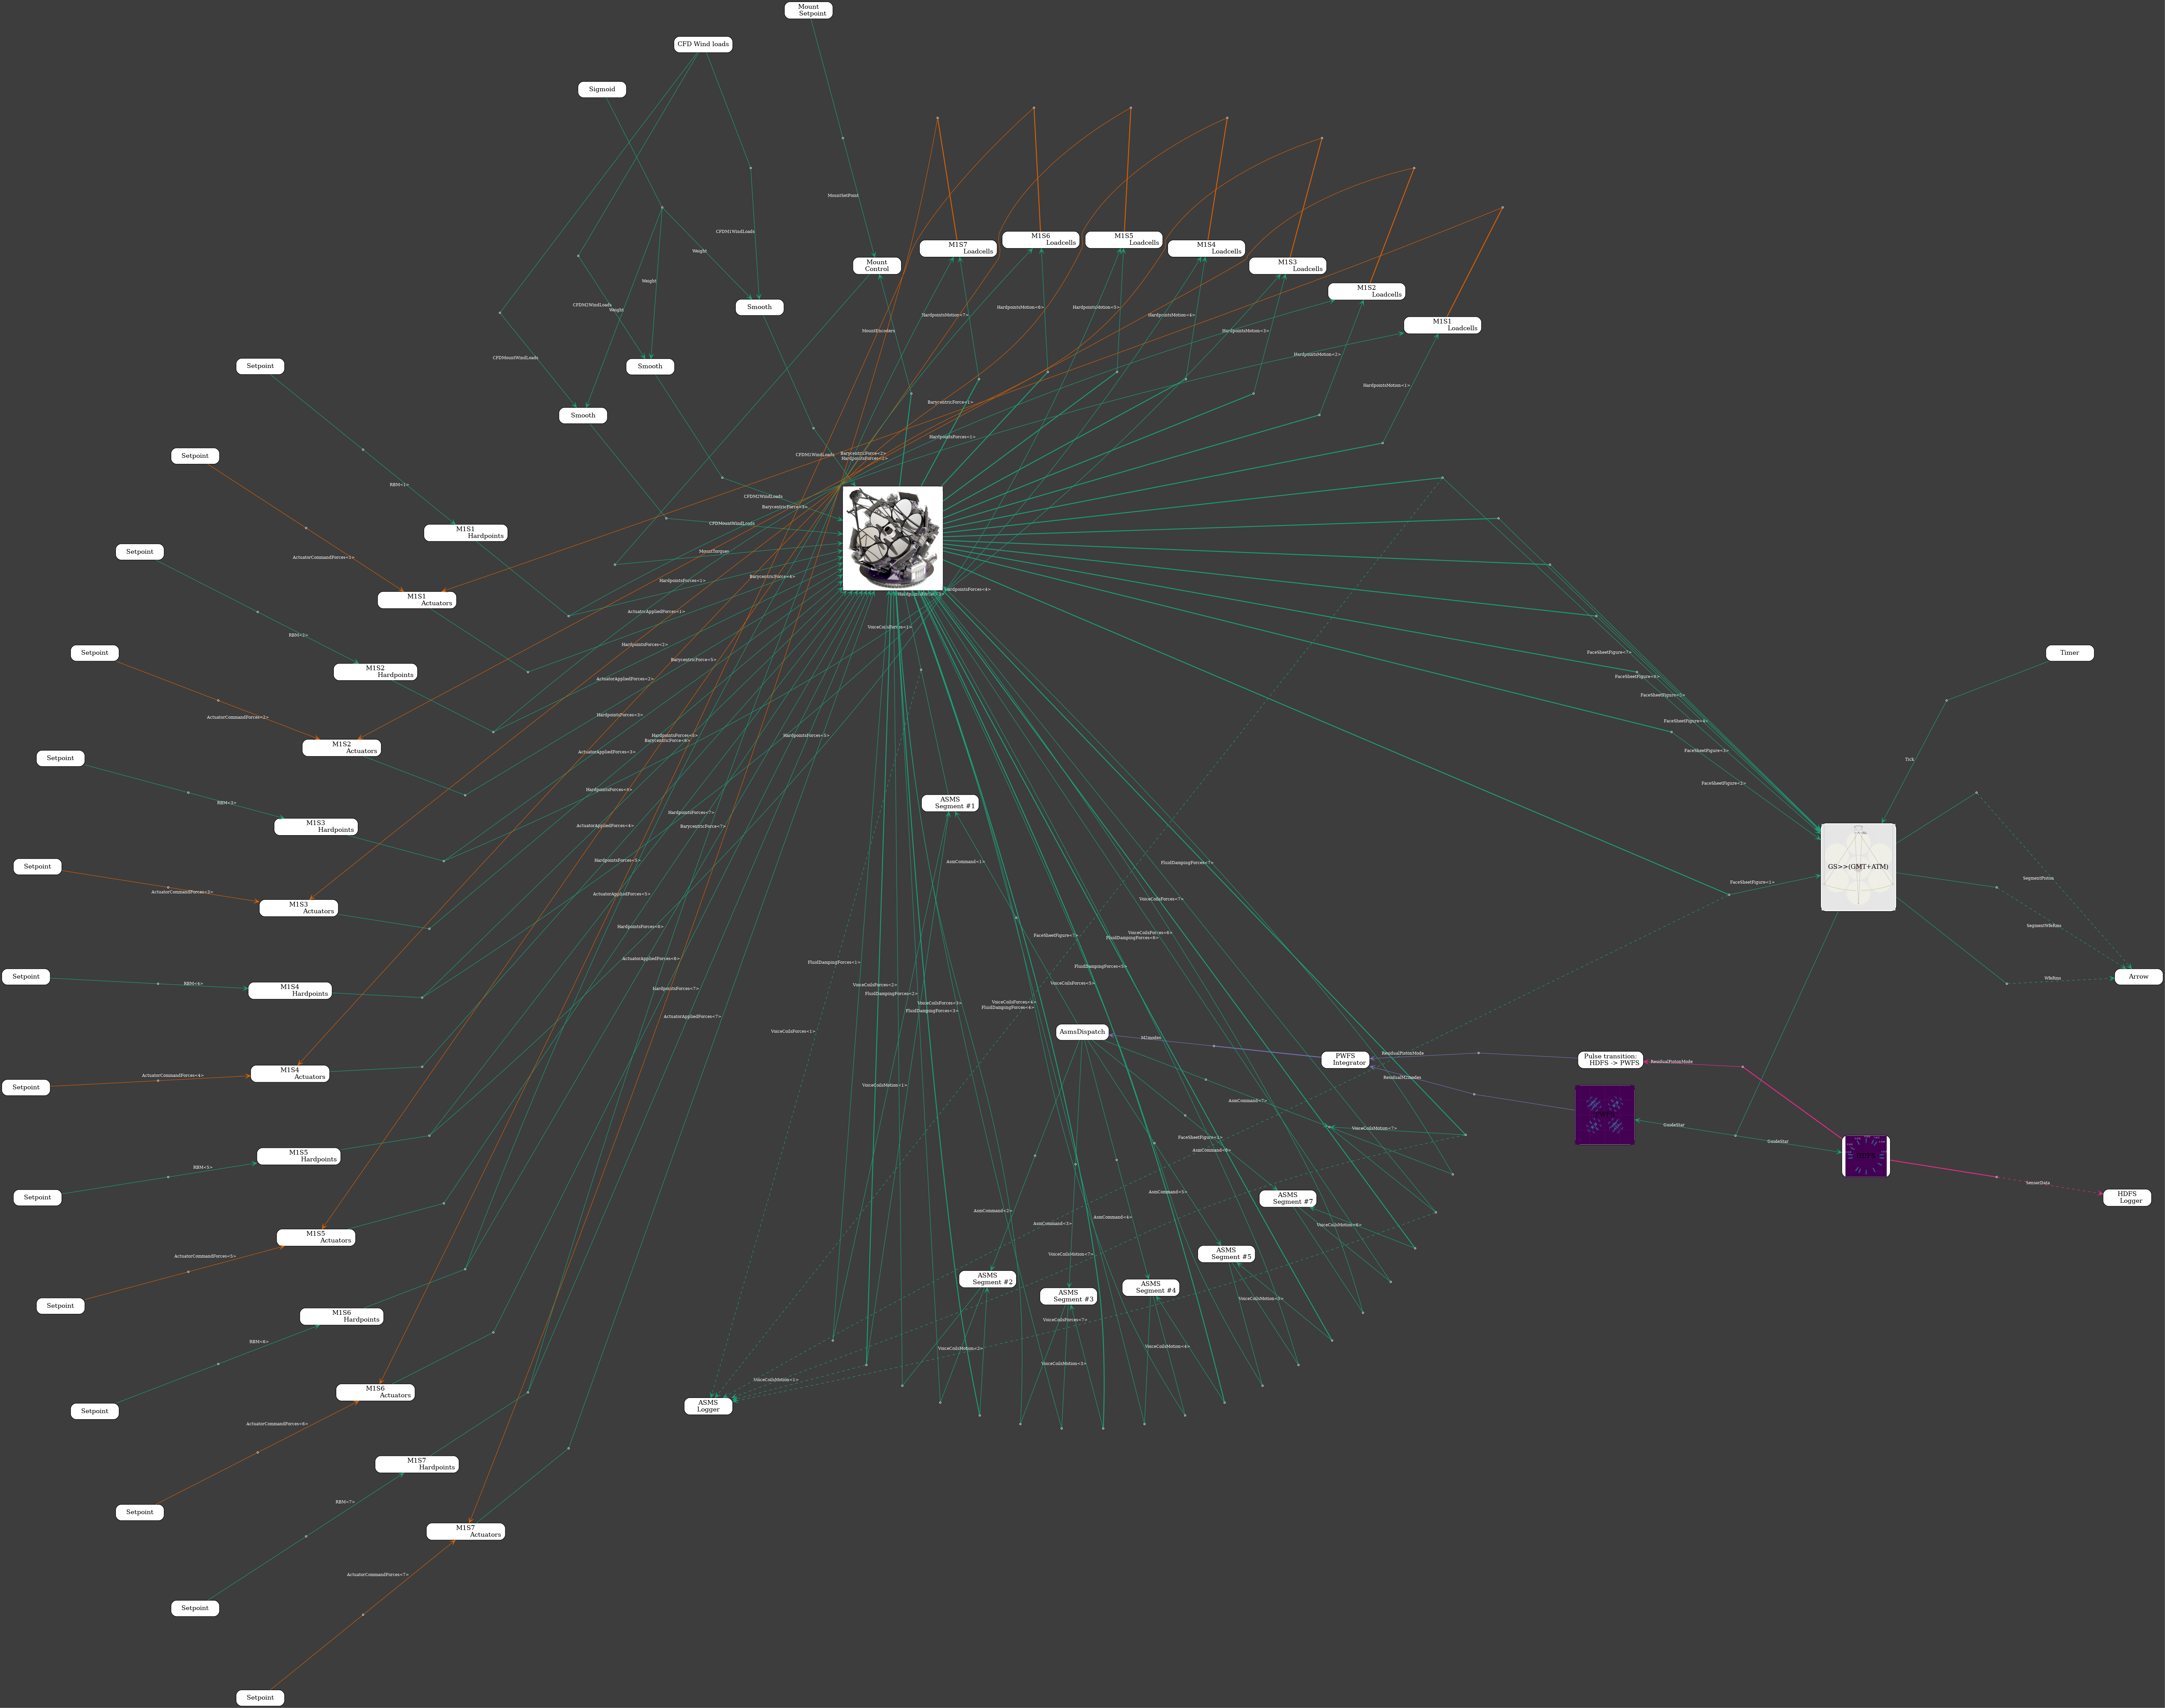 Mount
Setpoint
CFD Wind loads
Sigmoid
MountSetPoint
CFDM1WindLoads
Weight
M1S7
Loadcells
M1S6
Loadcells
M1S5
Loadcells
M1S4
Loadcells
M1S3
Loadcells
M1S2
Loadcells
M1S1
Loadcells
Mount
Control
Weight
CFDM2WindLoads
Weight
Smooth
HardpointsMotion<7>
HardpointsMotion<6>
HardpointsMotion<5>
HardpointsMotion<4>
HardpointsMotion<3>
HardpointsMotion<2>
HardpointsMotion<1>
MountEncoders
CFDMountWindLoads
Smooth
Smooth
BarycentricForce<1>
HardpointsForces<1>
BarycentricForce<2>
HardpointsForces<2>
CFDM1WindLoads
CFDM2WindLoads
CFDMountWindLoads
BarycentricForce<3>
MountTorques
BarycentricForce<4>
HardpointsForces<4>
Setpoint
RBM<1>
M1S1
Hardpoints
Setpoint
ActuatorCommandForces<1>
M1S1
Actuators
HardpointsForces<1>
ActuatorAppliedForces<1>
Setpoint
RBM<2>
M1S2
Hardpoints
HardpointsForces<2>
BarycentricForce<5>
ActuatorAppliedForces<2>
Setpoint
ActuatorCommandForces<2>
M1S2
Actuators
HardpointsForces<3>
BarycentricForce<6>
HardpointsForces<5>
ActuatorAppliedForces<3>
Setpoint
RBM<3>
M1S3
Hardpoints
HardpointsForces<7>
BarycentricForce<7>
ActuatorAppliedForces<4>
HardpointsForces<5>
Setpoint
ActuatorCommandForces<3>
M1S3
Actuators
ActuatorAppliedForces<5>
HardpointsForces<6>
ActuatorAppliedForces<6>
Setpoint
RBM<4>
M1S4
Hardpoints
HardpointsForces<7>
ActuatorAppliedForces<7>
Setpoint
ActuatorCommandForces<4>
M1S4
Actuators
Setpoint
RBM<5>
M1S5
Hardpoints
Setpoint
ActuatorCommandForces<5>
M1S5
Actuators
Setpoint
RBM<6>
M1S6
Hardpoints
Setpoint
ActuatorCommandForces<6>
M1S6
Actuators
Setpoint
RBM<7>
M1S7
Hardpoints
Setpoint
ActuatorCommandForces<7>
M1S7
Actuators
VoiceCoilsForces<1>
FaceSheetFigure<7>
FaceSheetFigure<6>
FaceSheetFigure<5>
FaceSheetFigure<4>
FaceSheetFigure<3>
FaceSheetFigure<2>
FaceSheetFigure<1>
Timer
Tick
GS>>(GMT+ATM)
SegmentPiston
SegmentWfeRms
WfeRms
Arrow
ASMS
Segment #1
AsmCommand<1>
FluidDampingForces<7>
VoiceCoilsForces<7>
VoiceCoilsForces<6>
FluidDampingForces<6>
FaceSheetFigure<7>
FluidDampingForces<1>
FluidDampingForces<5>
VoiceCoilsForces<5>
VoiceCoilsForces<2>
FluidDampingForces<2>
VoiceCoilsForces<3>
FluidDampingForces<3>
VoiceCoilsForces<4>
FluidDampingForces<4>
VoiceCoilsForces<1>
AsmsDispatch
M2modes
PWFS
Integrator
ResidualPistonMode
ResidualM2modes
Pulse transition:
HDFS -> PWFS
ResidualPistonMode
GuideStar
GuideStar
SensorData
HDFS
Logger
VoiceCoilsMotion<1>
AsmCommand<7>
VoiceCoilsMotion<7>
FaceSheetFigure<1>
AsmCommand<6>
AsmCommand<5>
AsmCommand<2>
AsmCommand<3>
AsmCommand<4>
ASMS
Segment #7
VoiceCoilsMotion<6>
VoiceCoilsMotion<7>
ASMS
Segment #5
ASMS
Segment #2
ASMS
Segment #3
ASMS
Segment #4
VoiceCoilsMotion<5>
VoiceCoilsForces<7>
VoiceCoilsMotion<2>
VoiceCoilsMotion<3>
VoiceCoilsMotion<4>
VoiceCoilsMotion<1>
ASMS
Logger